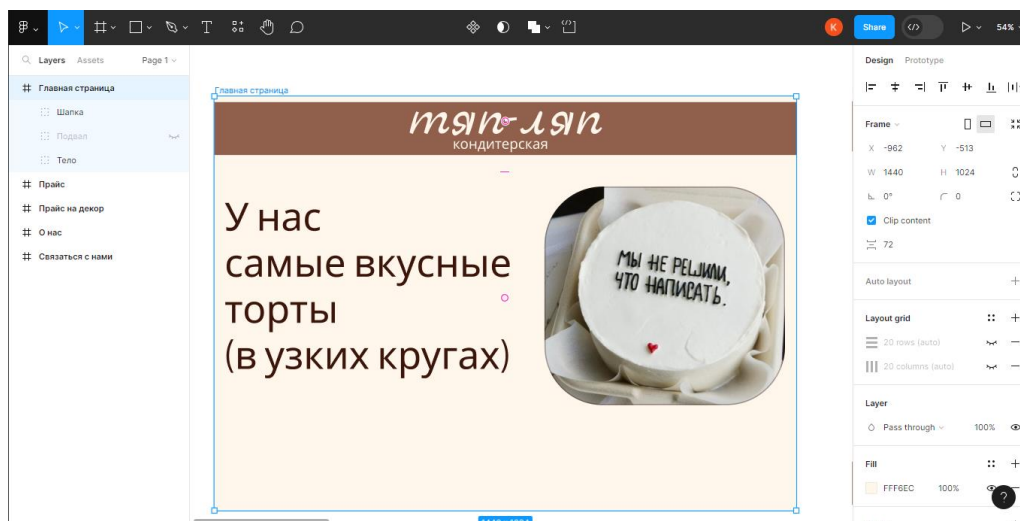 K
Share
</>
54%
Layers Assets Page 1
Design Prototype
Главная страница
Шапка
Подвал
Тело
Прайс
Прайс на декор
О нас
Связаться с нами
Главная страница
тяп-ляп
кондитерская
У нас
самые вкусные
торты
(в узких кругах)
МЫ НЕ РЕШИЛИ,
ЧТО НАПИСАТЬ.
Frame
X -962 Y -513
W 1440 H 1024
0° 0
Clip content
72
Auto layout
Layout grid
20 rows (auto)
20 columns (auto)
Layer
Pass through 100%
Fill
FFF6EC 100%
?